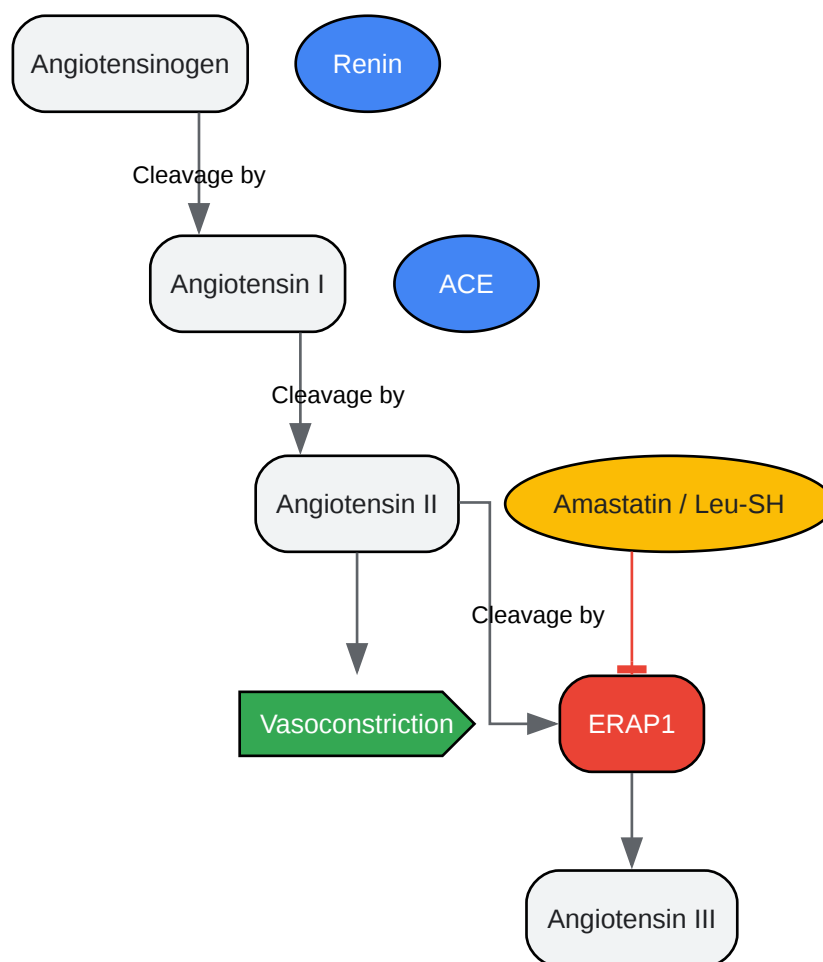 Angiotensinogen
Renin
Cleavage by
Angiotensin I
ACE
Cleavage by
Angiotensin II
Amastatin / Leu-SH
Cleavage by
Vasoconstriction
ERAP1
Angiotensin III